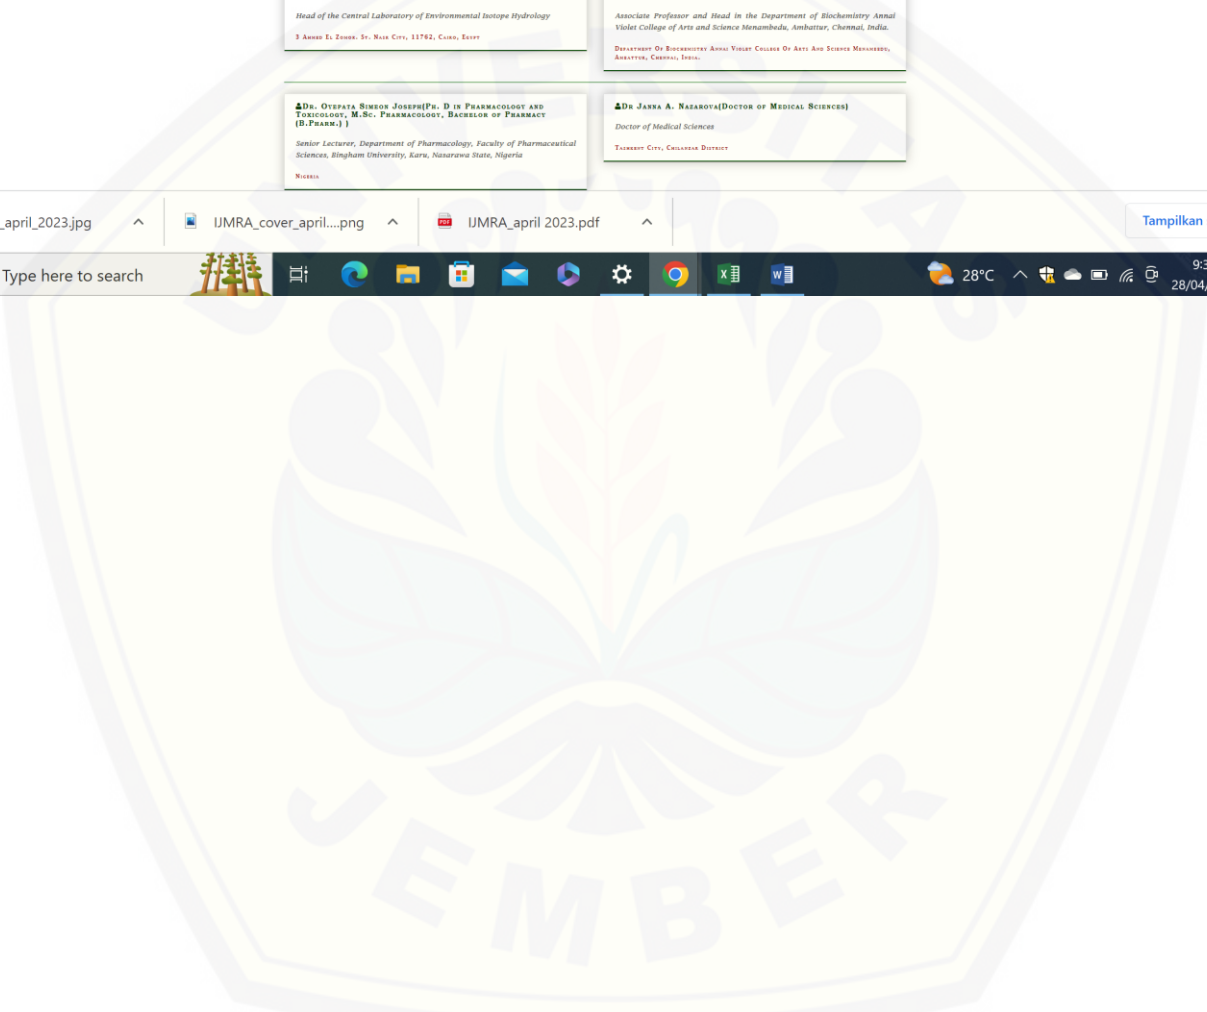 Head of the Central Laboratory of Environmental Isotope Hydrology
3 Ahmed El Zomor. St. Nasr City, 11762, Cairo, Egypt
Associate Professor and Head in the Department of Biochemistry Annai
Violet College of Arts and Science Menambedu, Ambattur, Chennai, India.
Department Of Biochemistry Annai Violet College Of Arts And Science Menambedu,
Ambattur, Chennai, India.
Dr. Oyepata Simeon Joseph(Ph. D in Pharmacology and
Toxicology, M.Sc. Pharmacology, Bachelor of Pharmacy
(B.Pharm.) )
Senior Lecturer, Department of Pharmacology, Faculty of Pharmaceutical
Sciences, Bingham University, Karu, Nasarawa State, Nigeria
Nigeria
Dr Janna A. Nazarova(Doctor of Medical Sciences)
Doctor of Medical Sciences
Tashkent City, Chilanzar District
_april_2023.jpg
IJMRA_cover_april....png
IJMRA_april 2023.pdf
Tampilkan
Type here to search
28°C
9:3
28/04/
UNIVERSITAS
JEMBER